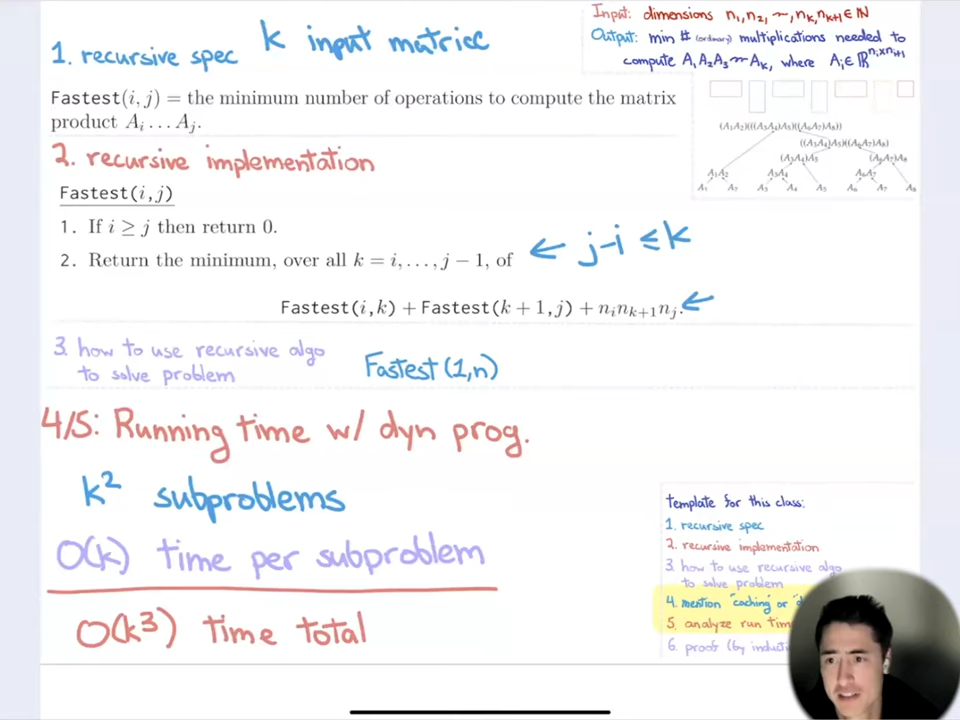 1. recursive spec
k input matricc
Input: dimensions n₁, n₂, ~, nₖ, nₖ₊₁ ∈ ℕ
Output: min # (ordinary) multiplications needed to
compute A₁A₂A₃~Aₖ, where Aᵢ∈ℝ^{nᵢ×nᵢ₊₁}
Fastest(i, j) = the minimum number of operations to compute the matrix
product Aᵢ … Aⱼ.
(A₁A₂)(((A₃A₄)A₅)((A₆A₇)A₈))
((A₃A₄)A₅)((A₆A₇)A₈)
(A₃A₄)A₅ (A₆A₇)A₈
A₁A₂ A₃A₄ A₆A₇
A₁ A₂ A₃ A₄ A₅ A₆ A₇ A₈
2. recursive implementation
Fastest(i,j)
1. If i ≥ j then return 0.
2. Return the minimum, over all k = i, …, j − 1, of
← j-i ≤ k
Fastest(i, k) + Fastest(k + 1, j) + nᵢnₖ₊₁nⱼ. ←
3. how to use recursive algo
to solve problem
Fastest (1,n)
4/5: Running time w/ dyn prog.
k² subproblems
O(k) time per subproblem
O(k³) time total
template for this class:
1. recursive spec
2. recursive implementation
3. how to use recursive algo
to solve problem
4. mention "caching" or
5. analyze run
6. proof (by